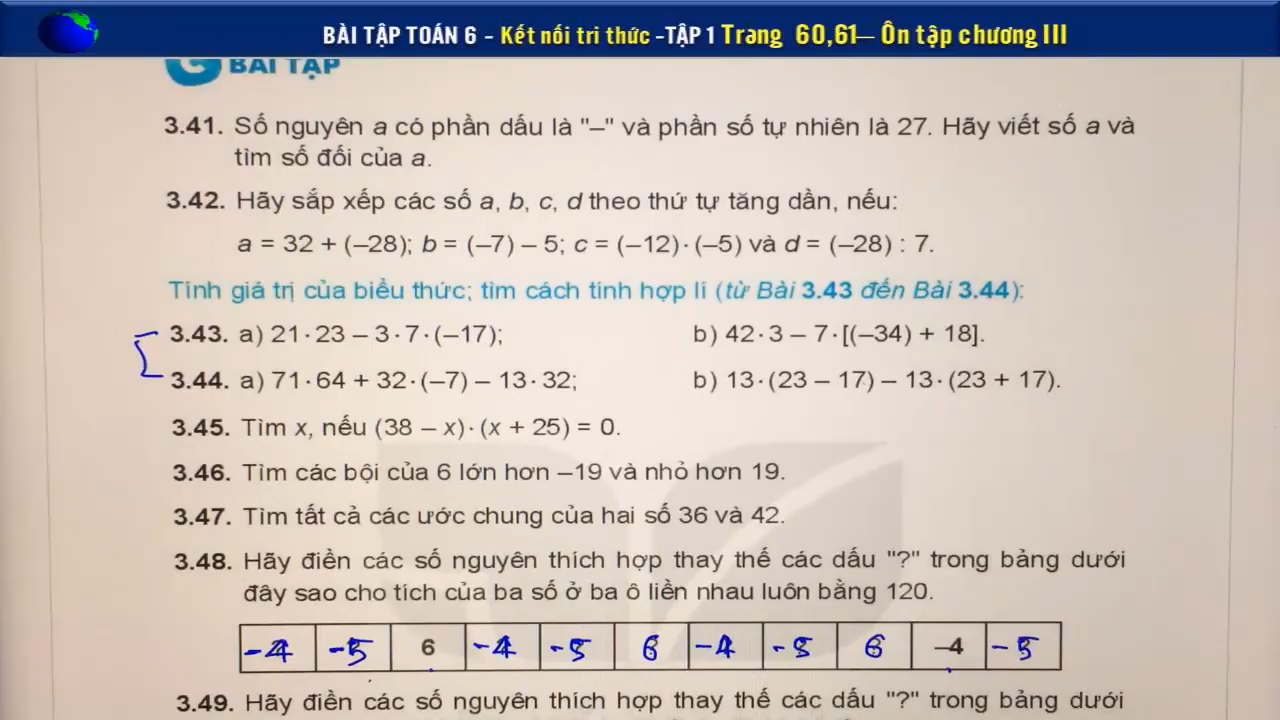 BÀI TẬP TOÁN 6 - Kết nối tri thức -TẬP 1 Trang 60,61– Ôn tập chương III
BÀI TẬP
3.41. Số nguyên a có phần dấu là "–" và phần số tự nhiên là 27. Hãy viết số a và
tìm số đối của a.
3.42. Hãy sắp xếp các số a, b, c, d theo thứ tự tăng dần, nếu:
a = 32 + (–28); b = (–7) – 5; c = (–12)·(–5) và d = (–28) : 7.
Tính giá trị của biểu thức; tìm cách tính hợp lí (từ Bài 3.43 đến Bài 3.44):
3.43. a) 21·23 – 3·7·(–17); b) 42·3 – 7·[(–34) + 18].
3.44. a) 71·64 + 32·(–7) – 13·32; b) 13·(23 – 17) – 13·(23 + 17).
3.45. Tìm x, nếu (38 – x)·(x + 25) = 0.
3.46. Tìm các bội của 6 lớn hơn –19 và nhỏ hơn 19.
3.47. Tìm tất cả các ước chung của hai số 36 và 42.
3.48. Hãy điền các số nguyên thích hợp thay thế các dấu "?" trong bảng dưới
đây sao cho tích của ba số ở ba ô liền nhau luôn bằng 120.
-4 -5 6 -4 -5 6 -4 -5 6 –4 -5
3.49. Hãy điền các số nguyên thích hợp thay thế các dấu "?" trong bảng dưới